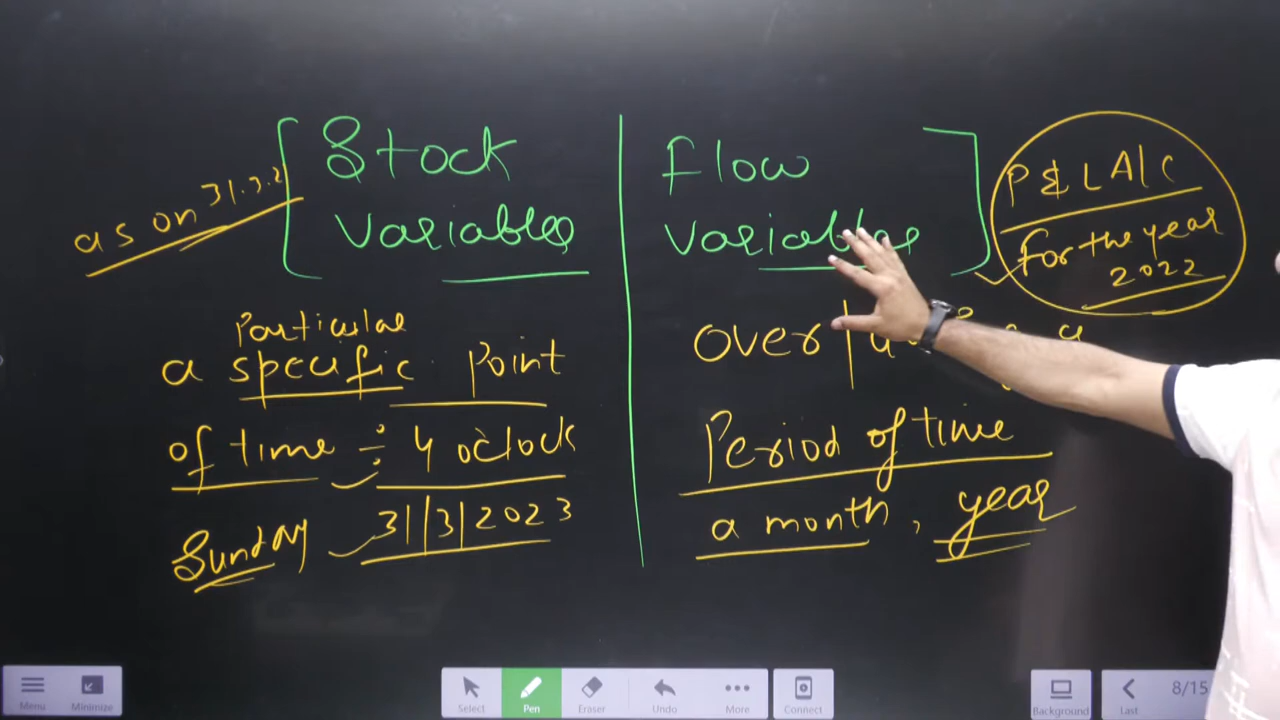 Stock
variables
as on 31.3.2
Particular
a specific point
of time ÷ 4 o'clock
Sunday 31/3/2023
flow
variables
P & L A/c
For the year
2022
over / a
Period of time
a month, year
Menu
Minimize
Select
Pen
Eraser
Undo
More
Connect
Background
Last
8/15